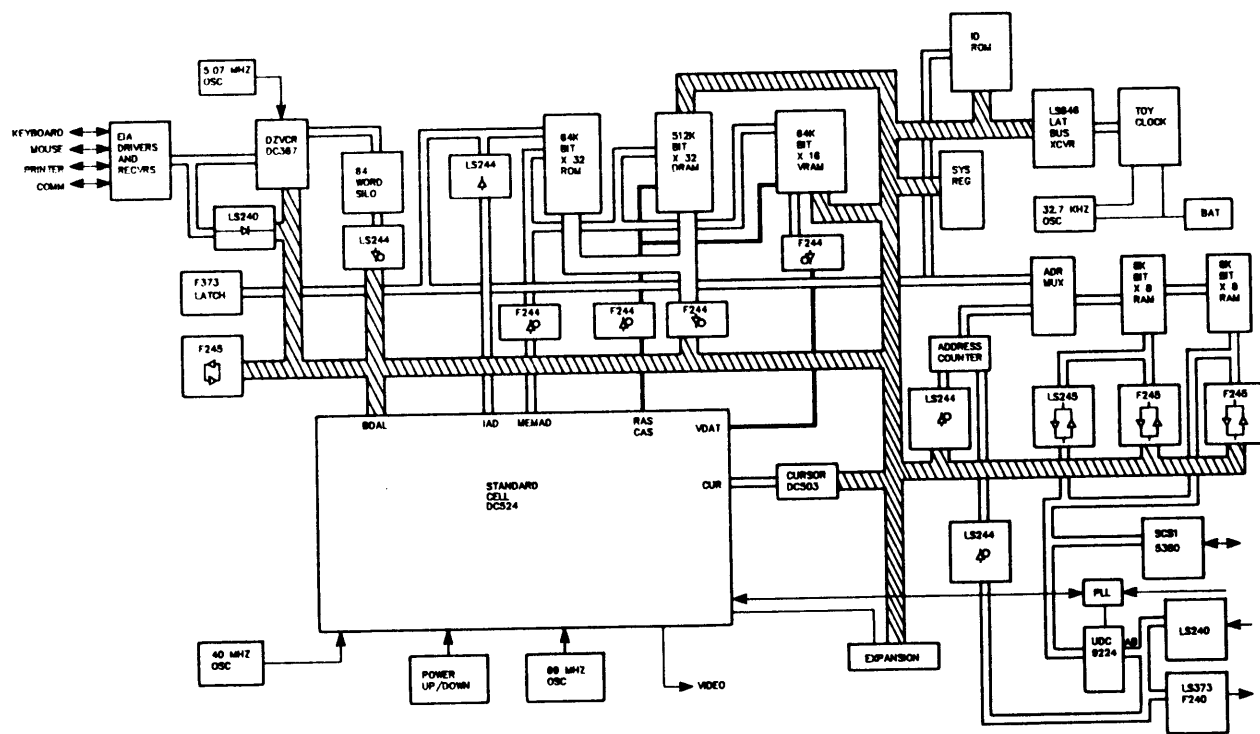 5.07 MHZ
OSC
KEYBOARD
MOUSE
PRINTER
COMM
EIA
DRIVERS
AND
RECVRS
DZVCR
DC367
LS240
64
WORD
SILO
LS244
F373
LATCH
F245
LS244
64K
BIT
X 32
ROM
512K
BIT
X 32
DRAM
64K
BIT
X 16
VRAM
F244
F244
F244
F244
ID
ROM
SYS
REG
LS646
LAT
BUS
XCVR
TOY
CLOCK
32.7 KHZ
OSC
BAT
ADR
MUX
8K
BIT
X 8
RAM
8K
BIT
X 8
RAM
ADDRESS
COUNTER
LS244
LS245
F245
F245
BDAL
IAD
MEMAD
RAS
CAS
VDAT
STANDARD
CELL
DC524
CUR
CURSOR
DC503
LS244
SCSI
5380
PLL
UDC
9224
AB
LS240
LS373
F240
EXPANSION
40 MHZ
OSC
POWER
UP/DOWN
69 MHZ
OSC
VIDEO